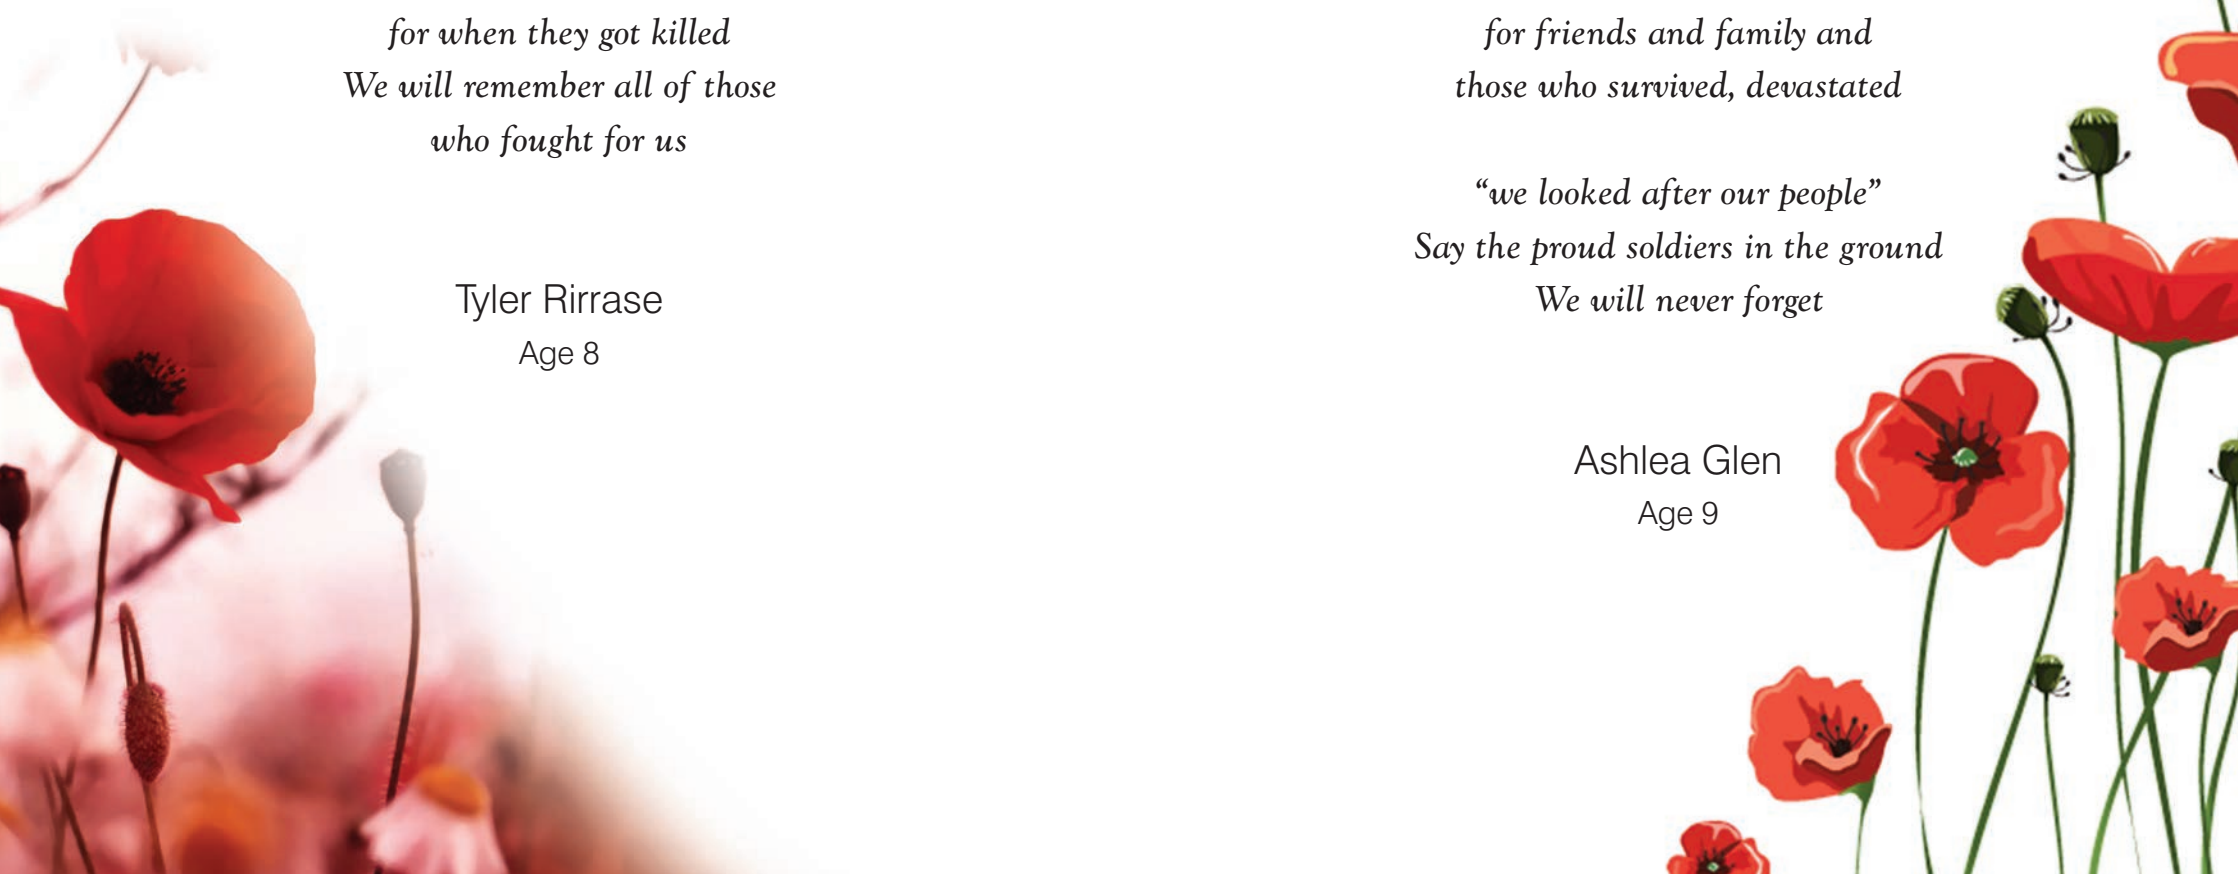 for when they got killed
We will remember all of those
who fought for us
Tyler Rirrase
Age 8
for friends and family and
those who survived, devastated
“we looked after our people”
Say the proud soldiers in the ground
We will never forget
Ashlea Glen
Age 9